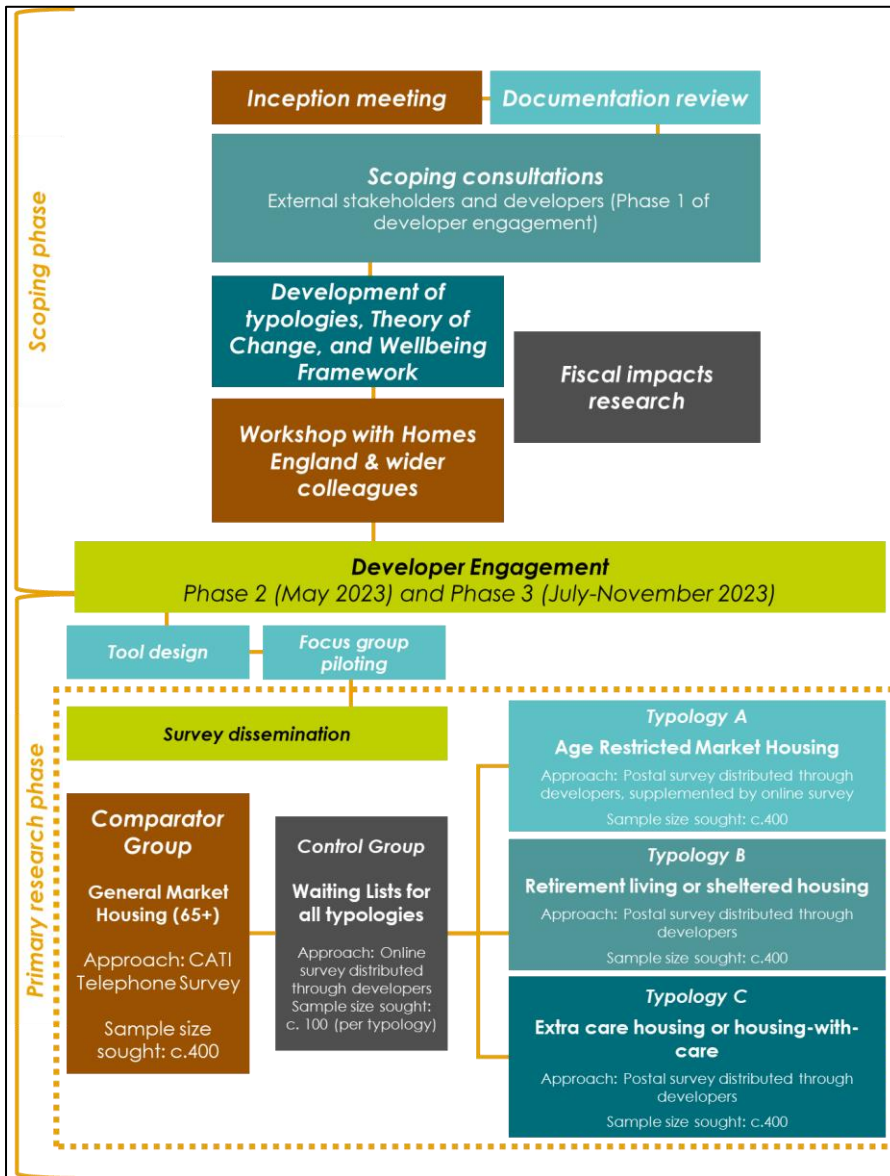 Scoping phase
Inception meeting
Documentation review
Scoping consultations
External stakeholders and developers (Phase 1 of
developer engagement)
Development of
typologies, Theory of
Change, and Wellbeing
Framework
Fiscal impacts
research
Workshop with Homes
England & wider
colleagues
Developer Engagement
Phase 2 (May 2023) and Phase 3 (July-November 2023)
Primary research phase
Tool design
Focus group
piloting
Survey dissemination
Comparator
Group
General Market
Housing (65+)
Approach: CATI
Telephone Survey
Sample size
sought: c.400
Control Group
Waiting Lists for
all typologies
Approach: Online
survey distributed
through developers
Sample size sought:
c. 100 (per typology)
Typology A
Age Restricted Market Housing
Approach: Postal survey distributed through
developers, supplemented by online survey
Sample size sought: c.400
Typology B
Retirement living or sheltered housing
Approach: Postal survey distributed through
developers
Sample size sought: c.400
Typology C
Extra care housing or housing-with-
care
Approach: Postal survey distributed through
developers
Sample size sought: c.400